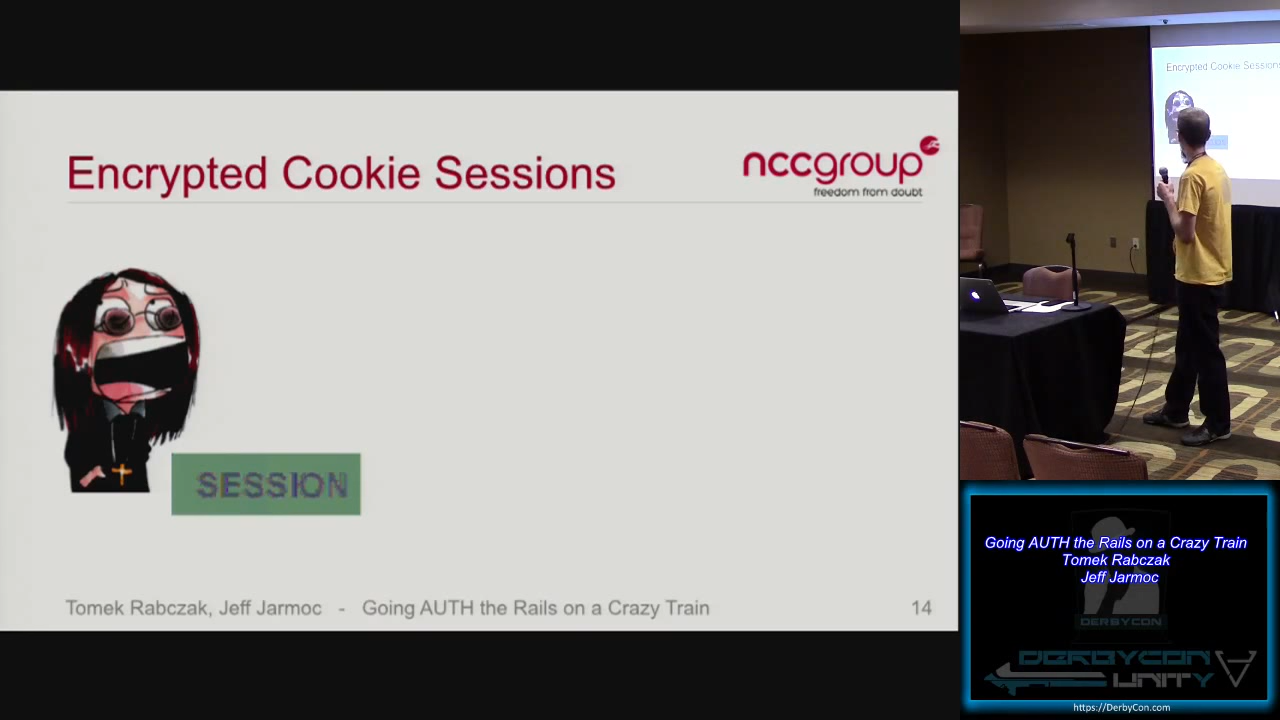 Encrypted Cookie Sessions
nccgroup
freedom from doubt
SESSION
Tomek Rabczak, Jeff Jarmoc - Going AUTH the Rails on a Crazy Train
14
Encrypted Cookie Sessions
Going AUTH the Rails on a Crazy Train
Tomek Rabczak
Jeff Jarmoc
DERBYCON
DERBYCON
UNITY
https://DerbyCon.com